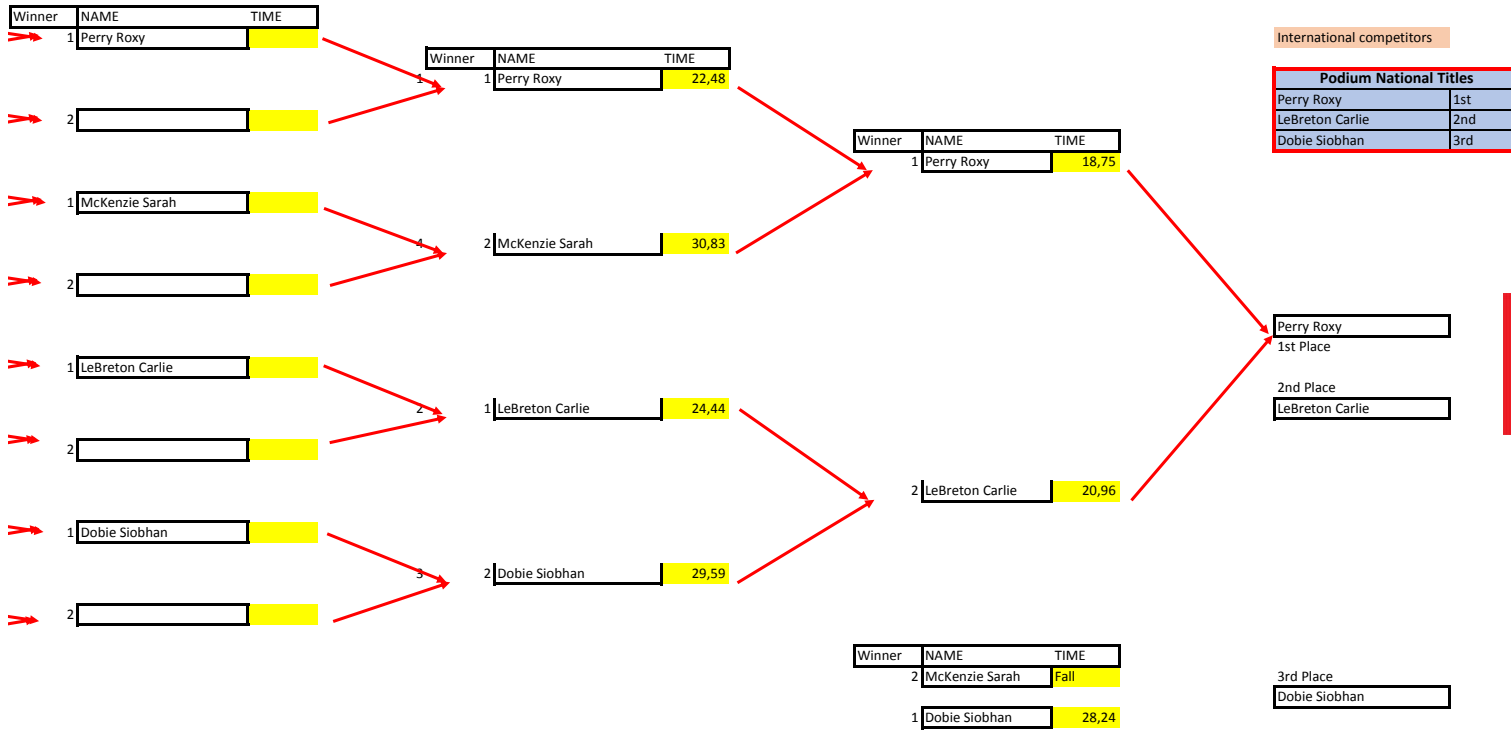 Winner NAME TIME
1 Perry Roxy
International competitors
Winner NAME TIME
1 1 Perry Roxy 22,48
Podium National Titles
Perry Roxy 1st
LeBreton Carlie 2nd
Dobie Siobhan 3rd
2
Winner NAME TIME
1 Perry Roxy 18,75
1 McKenzie Sarah
4 2 McKenzie Sarah 30,83
2
Perry Roxy
1st Place
1 LeBreton Carlie
2nd Place
2 1 LeBreton Carlie 24,44
LeBreton Carlie
2
2 LeBreton Carlie 20,96
1 Dobie Siobhan
3 2 Dobie Siobhan 29,59
2
Winner NAME TIME
2 McKenzie Sarah Fall
3rd Place
Dobie Siobhan
1 Dobie Siobhan 28,24